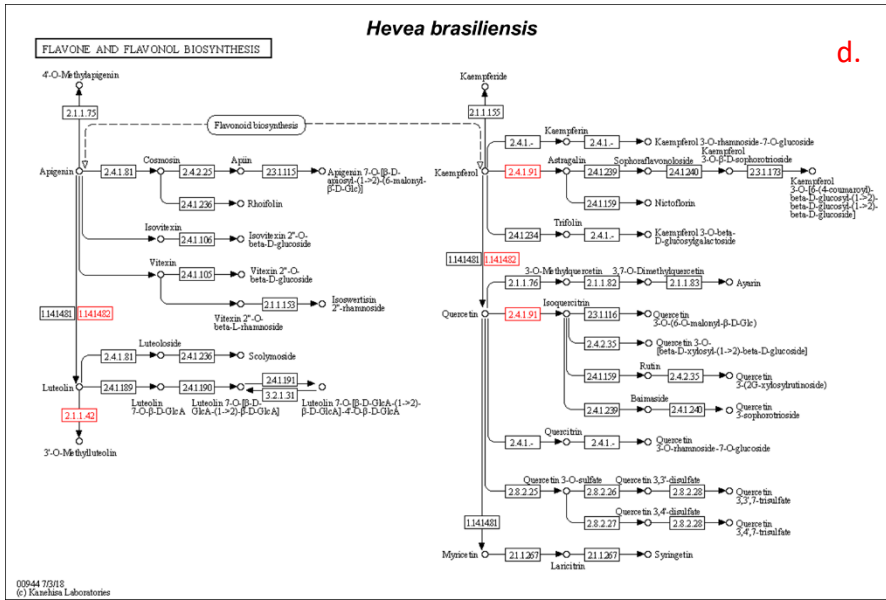 Hevea brasiliensis
d.
FLAVONE AND FLAVONOL BIOSYNTHESIS
4'-O-Methylapigenin
2.1.1.75
Flavonoid biosynthesis
Apigenin
2.4.1.81
Cosmosin
2.4.2.25
Apiin
2.3.1.115
Apigenin 7-O-[β-D-
apiosyl-(1->2)-(6-malonyl-
β-D-Glc)]
2.4.1.236
Rhoifolin
Isovitexin
2.4.1.106
Isovitexin 2''-O-
beta-D-glucoside
Vitexin
2.4.1.105
Vitexin 2''-O-
beta-D-glucoside
2.1.1.153
Isoswertisin
2''-rhamnoside
Vitexin 2''-O-
beta-L-rhamnoside
1.14.14.81
1.14.14.82
Luteoloside
2.4.1.81
2.4.1.236
Scolymoside
Luteolin
2.4.1.189
2.4.1.190
2.4.1.191
3.2.1.31
Luteolin
7-O-β-D-GlcA
Luteolin 7-O-[β-D-
GlcA-(1->2)-β-D-GlcA]
Luteolin 7-O-[β-D-GlcA-(1->2)-
β-D-GlcA]-4'-O-β-D-GlcA
2.1.1.42
3'-O-Methylluteolin
Kaempferide
2.1.1.155
Kaempferin
2.4.1.-
2.4.1.-
Kaempferol 3-O-rhamnoside-7-O-glucoside
Kaempferol
2.4.1.91
Astragalin
2.4.1.239
Sophoraflavonoloside
2.4.1.240
Kaempferol
3-O-β-D-sophorotrioside
2.3.1.173
Kaempferol
3-O-[6-(4-coumaroyl)-
beta-D-glucosyl-(1->2)-
beta-D-glucosyl-(1->2)-
beta-D-glucoside]
2.4.1.159
Nictoflorin
Trifolin
2.4.1.234
2.4.1.-
Kaempferol 3-O-beta-
D-glucosylgalactoside
1.14.14.81
1.14.14.82
3-O-Methylquercetin
3,7-O-Dimethylquercetin
2.1.1.76
2.1.1.82
2.1.1.83
Ayarin
Quercetin
2.4.1.91
Isoquercitrin
2.3.1.116
Quercetin
3-O-(6-O-malonyl-β-D-Glc)
2.4.2.35
Quercetin 3-O-
[beta-D-xylosyl-(1->2)-beta-D-glucoside]
2.4.1.159
Rutin
2.4.2.35
Quercetin
3-(2G-xylosylrutinoside)
Baimaside
2.4.1.239
2.4.1.240
Quercetin
3-sophorotrioside
Quercitrin
2.4.1.-
2.4.1.-
Quercetin
3-O-rhamnoside-7-O-glucoside
Quercetin 3-O-sulfate
Quercetin 3,3'-disulfate
2.8.2.25
2.8.2.26
2.8.2.28
Quercetin
3,3',7-trisulfate
Quercetin 3,4'-disulfate
2.8.2.27
2.8.2.28
Quercetin
3,4',7-trisulfate
1.14.14.81
Myricetin
2.1.1.267
Laricitrin
2.1.1.267
Syringetin
00944 7/3/18
(c) Kanehisa Laboratories